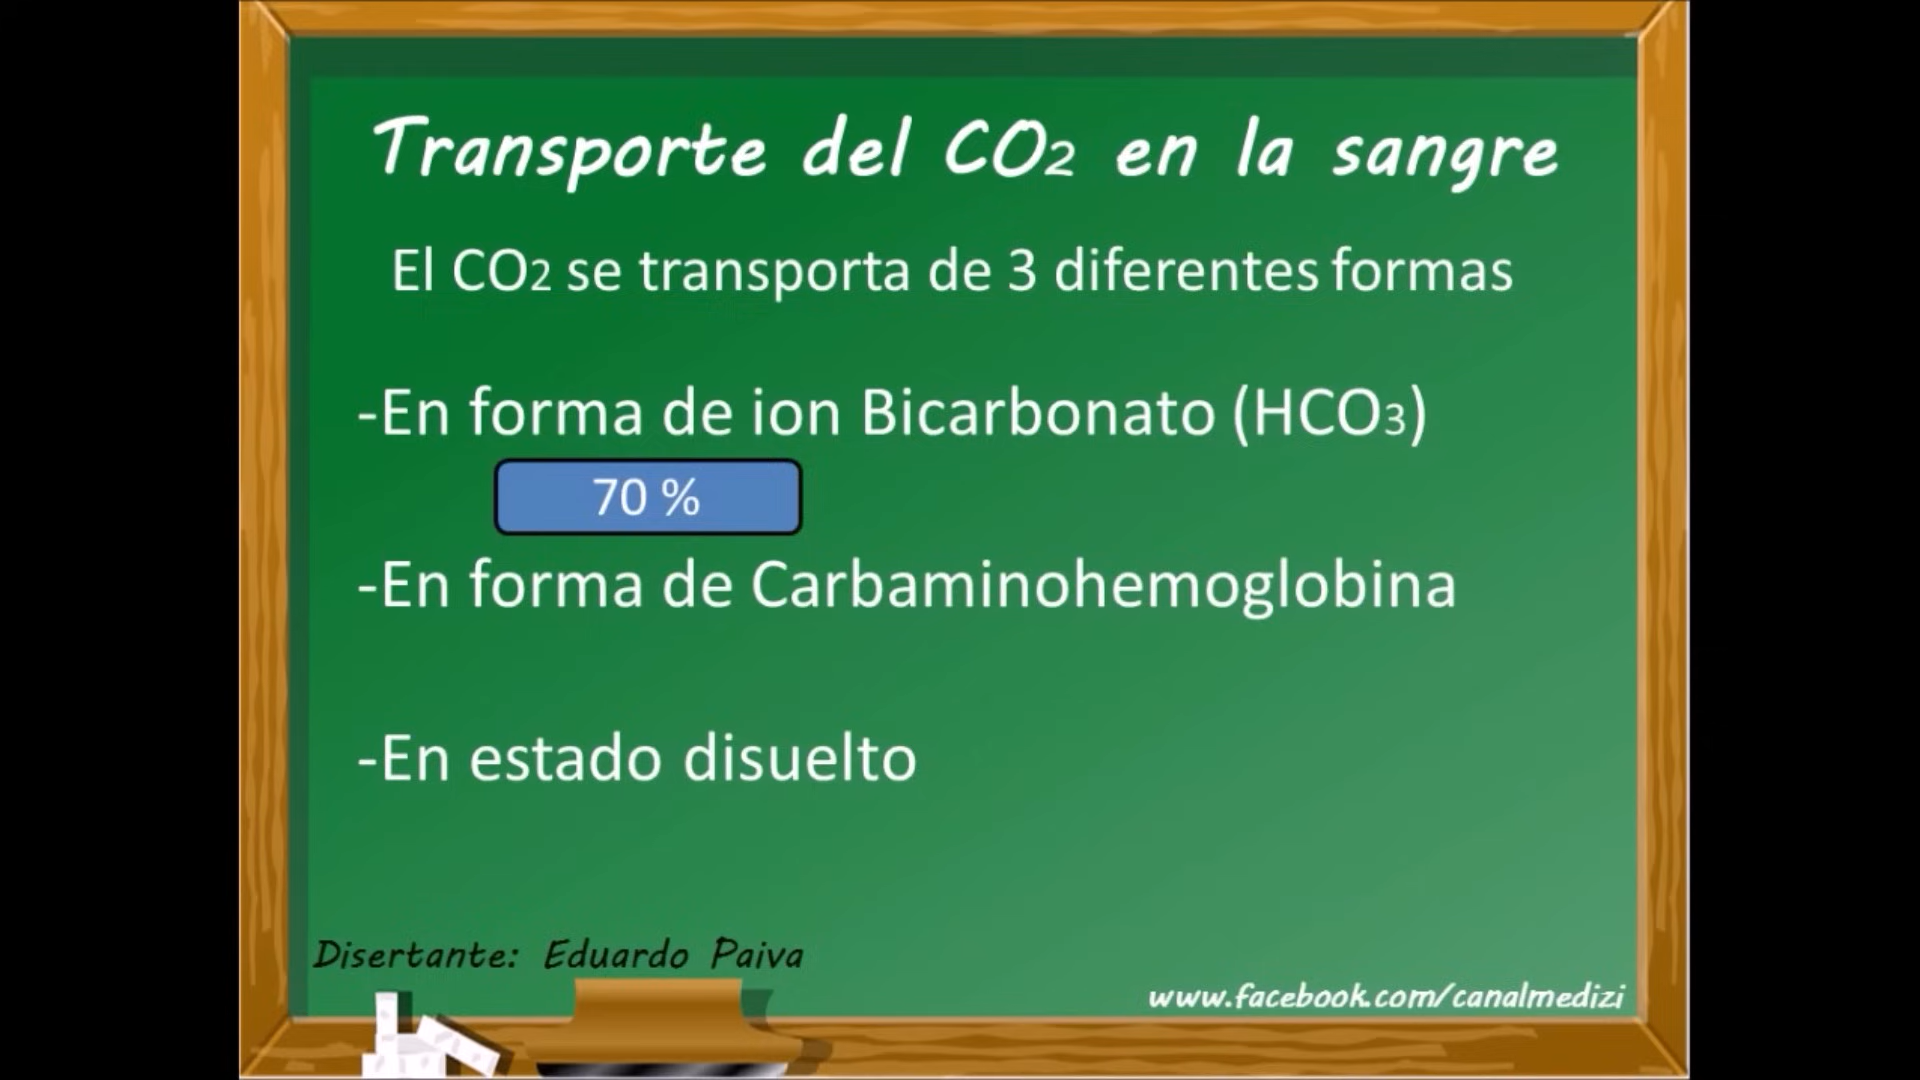 Transporte del CO2 en la sangre
El CO2 se transporta de 3 diferentes formas
-En forma de ion Bicarbonato (HCO3)
70 %
-En forma de Carbaminohemoglobina
-En estado disuelto
Disertante: Eduardo Paiva
www.facebook.com/canalmedizi